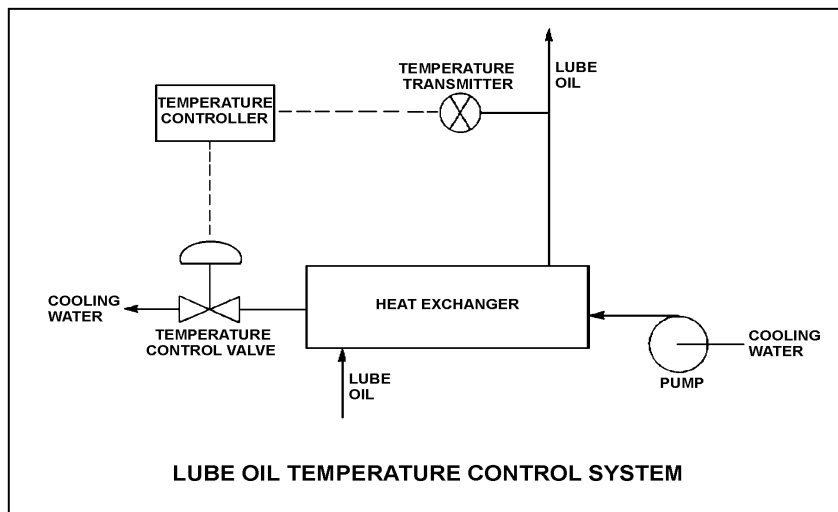 TEMPERATURE
TRANSMITTER
LUBE
OIL
TEMPERATURE
CONTROLLER
HEAT EXCHANGER
COOLING
WATER
TEMPERATURE
CONTROL VALVE
COOLING
WATER
PUMP
LUBE
OIL
LUBE OIL TEMPERATURE CONTROL SYSTEM